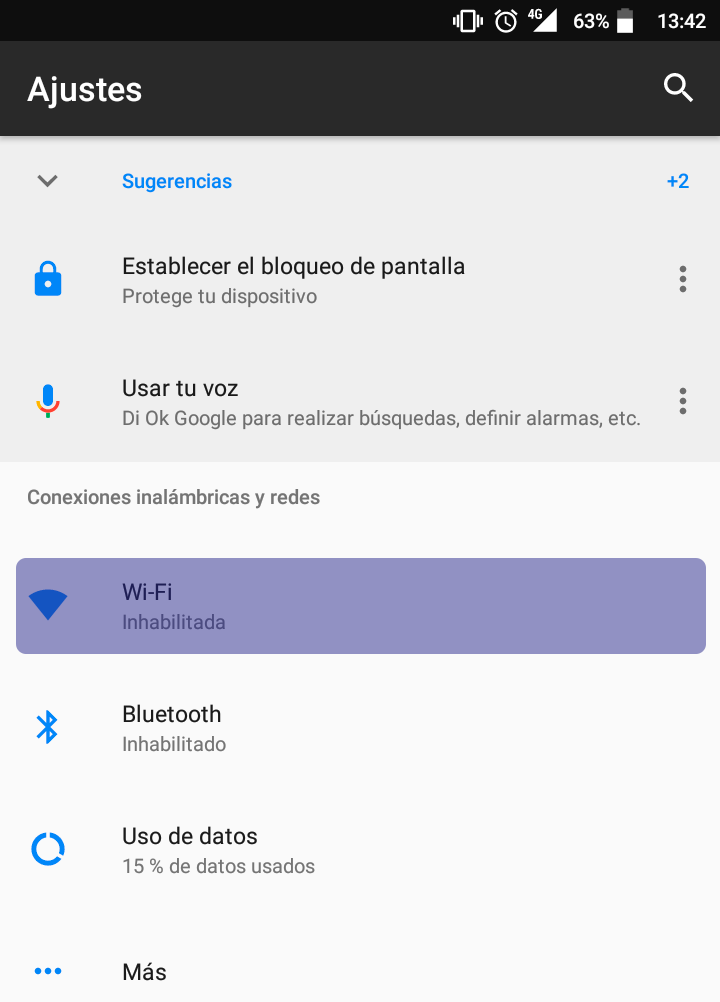 4G 63% 13:42
Ajustes
Sugerencias +2
Establecer el bloqueo de pantalla
Protege tu dispositivo
Usar tu voz
Di Ok Google para realizar búsquedas, definir alarmas, etc.
Conexiones inalámbricas y redes
Wi-Fi
Inhabilitada
Bluetooth
Inhabilitado
Uso de datos
15 % de datos usados
Más